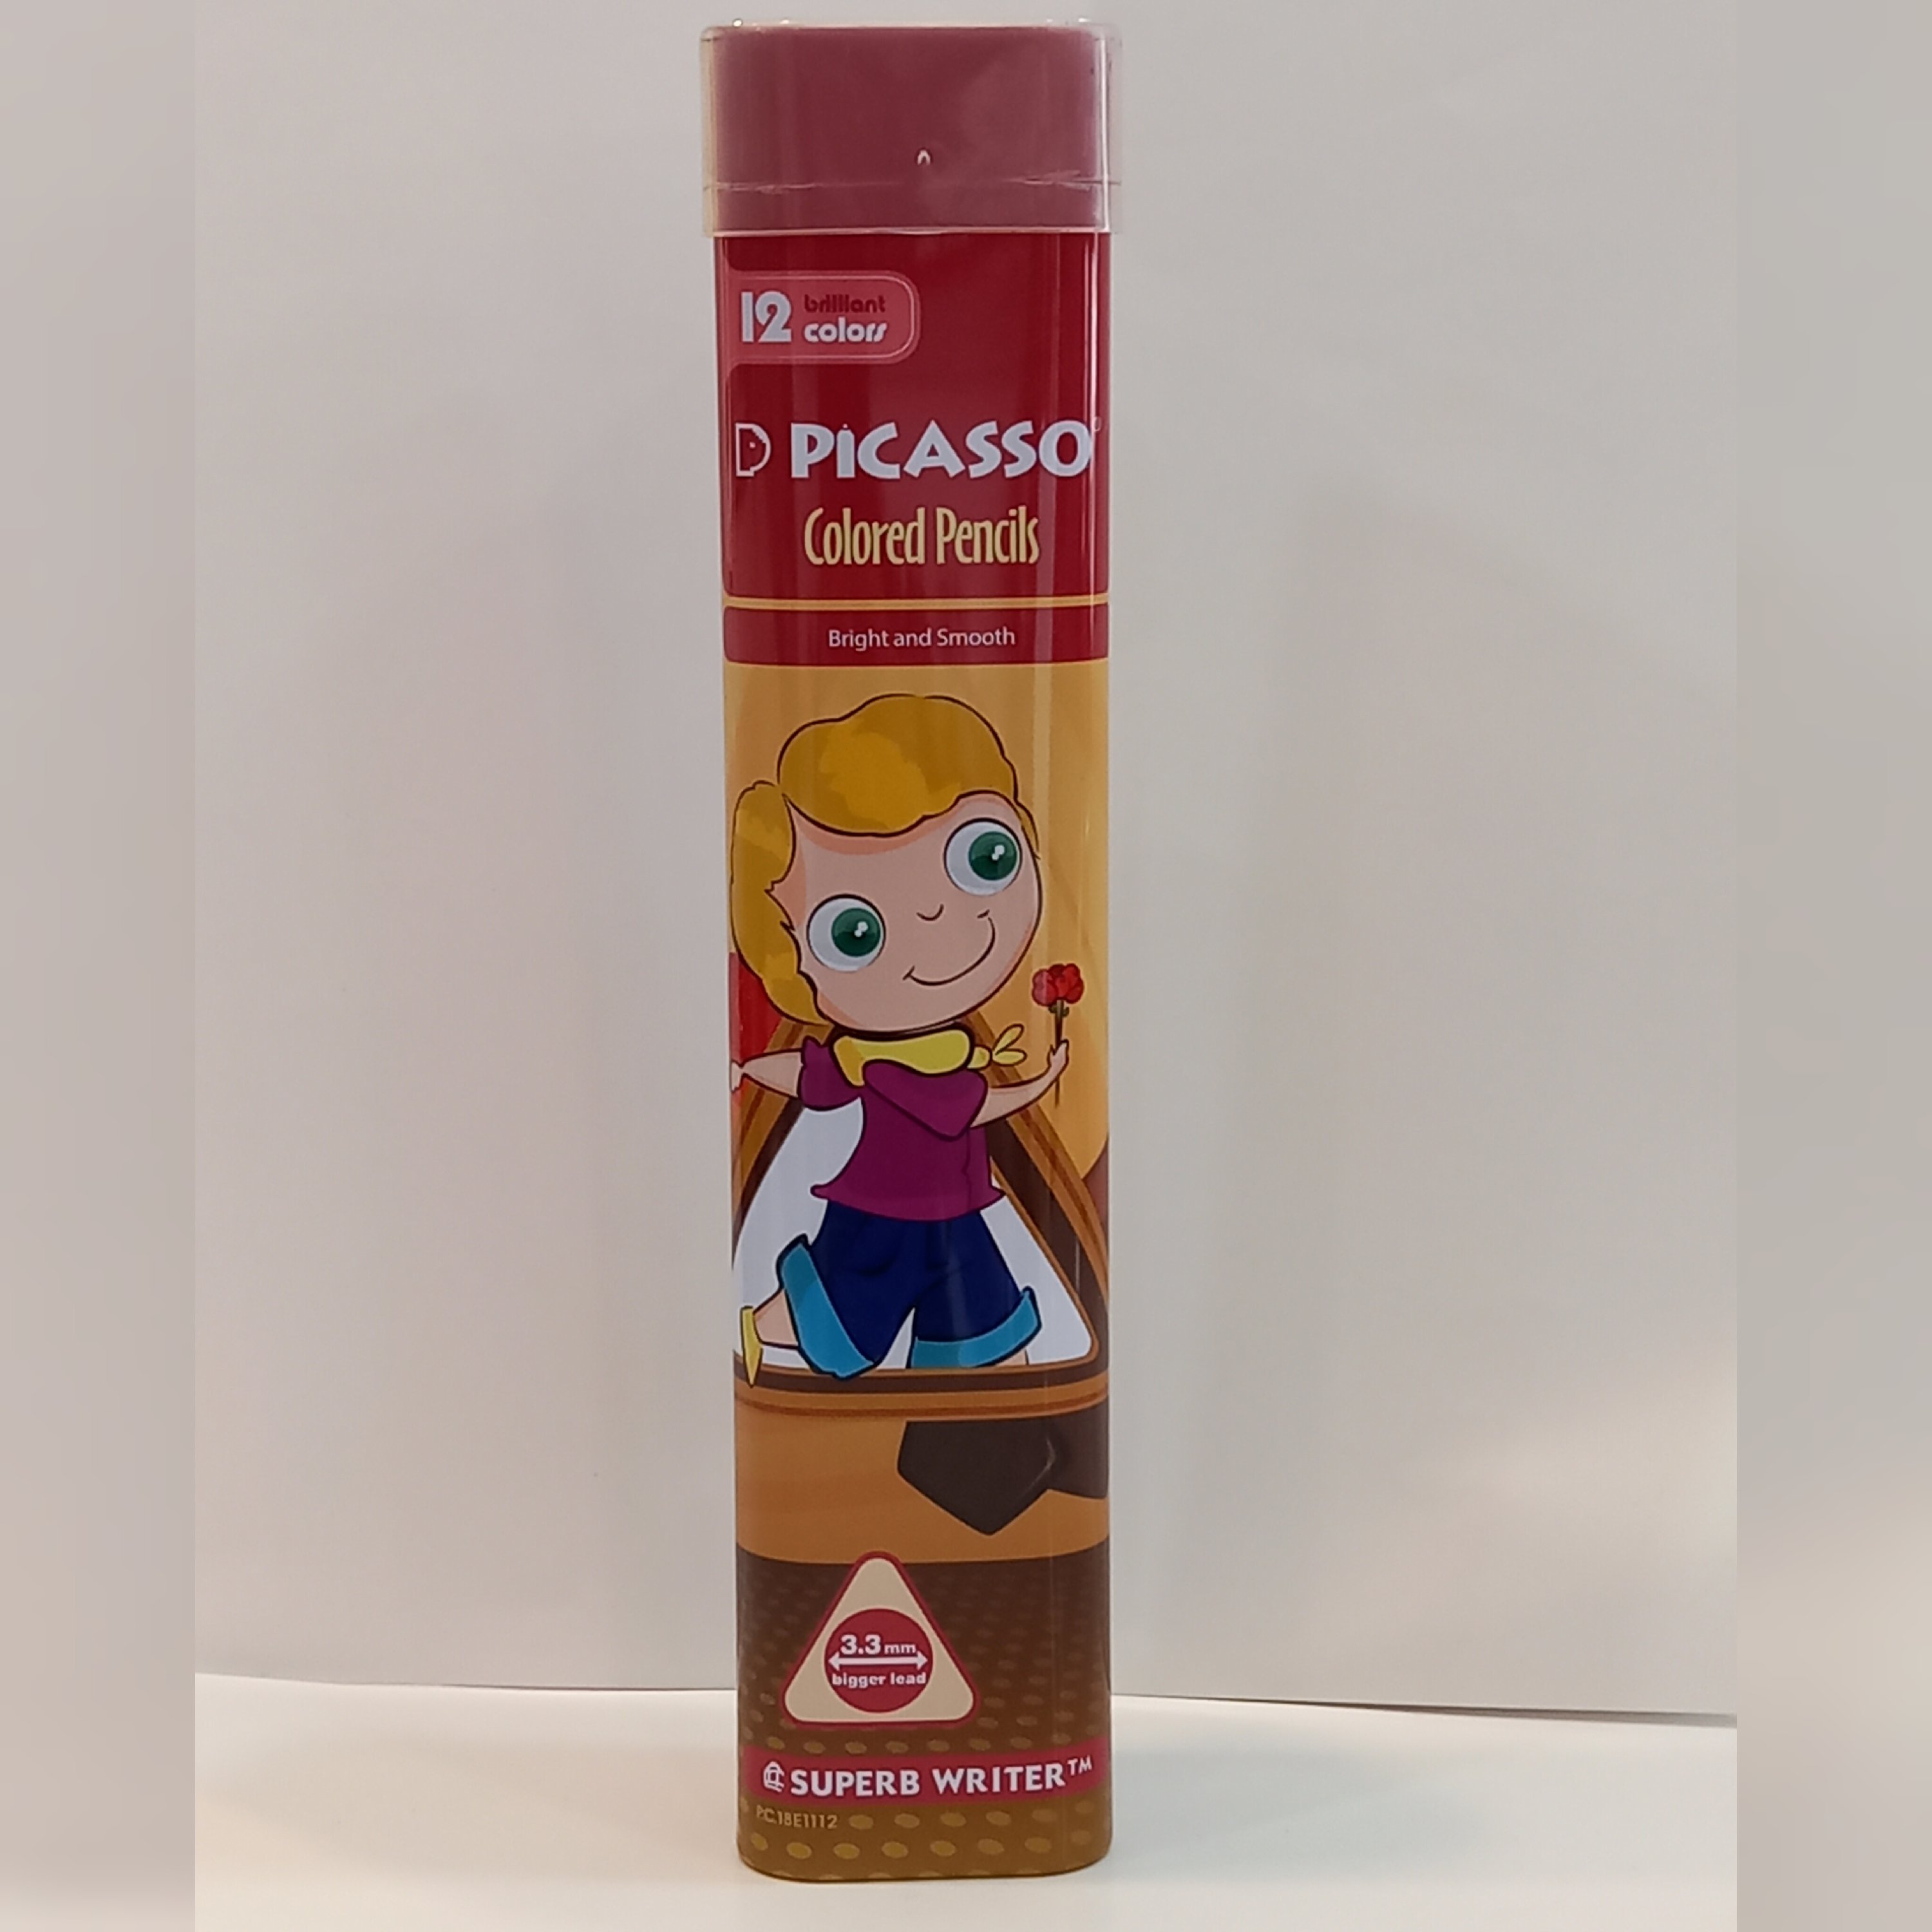 12 brilliant
colors
PiCASSO
Colored Pencils
Bright and Smooth
3.3mm
bigger lead
SUPERB WRITER™
P.C.18E1112